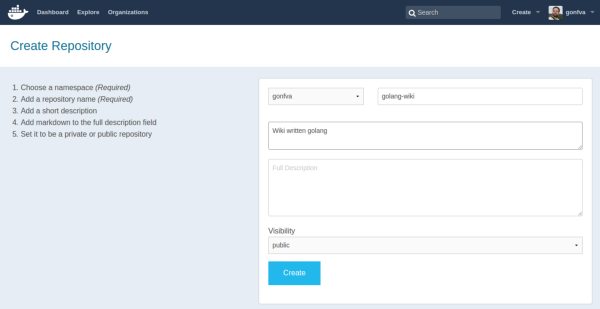 Dashboard Explore Organizations Search Create gonfva
Create Repository
1. Choose a namespace (Required)
2. Add a repository name (Required)
3. Add a short description
4. Add markdown to the full description field
5. Set it to be a private or public repository
gonfva golang-wiki
Wiki written golang
Full Description
Visibility
public
Create